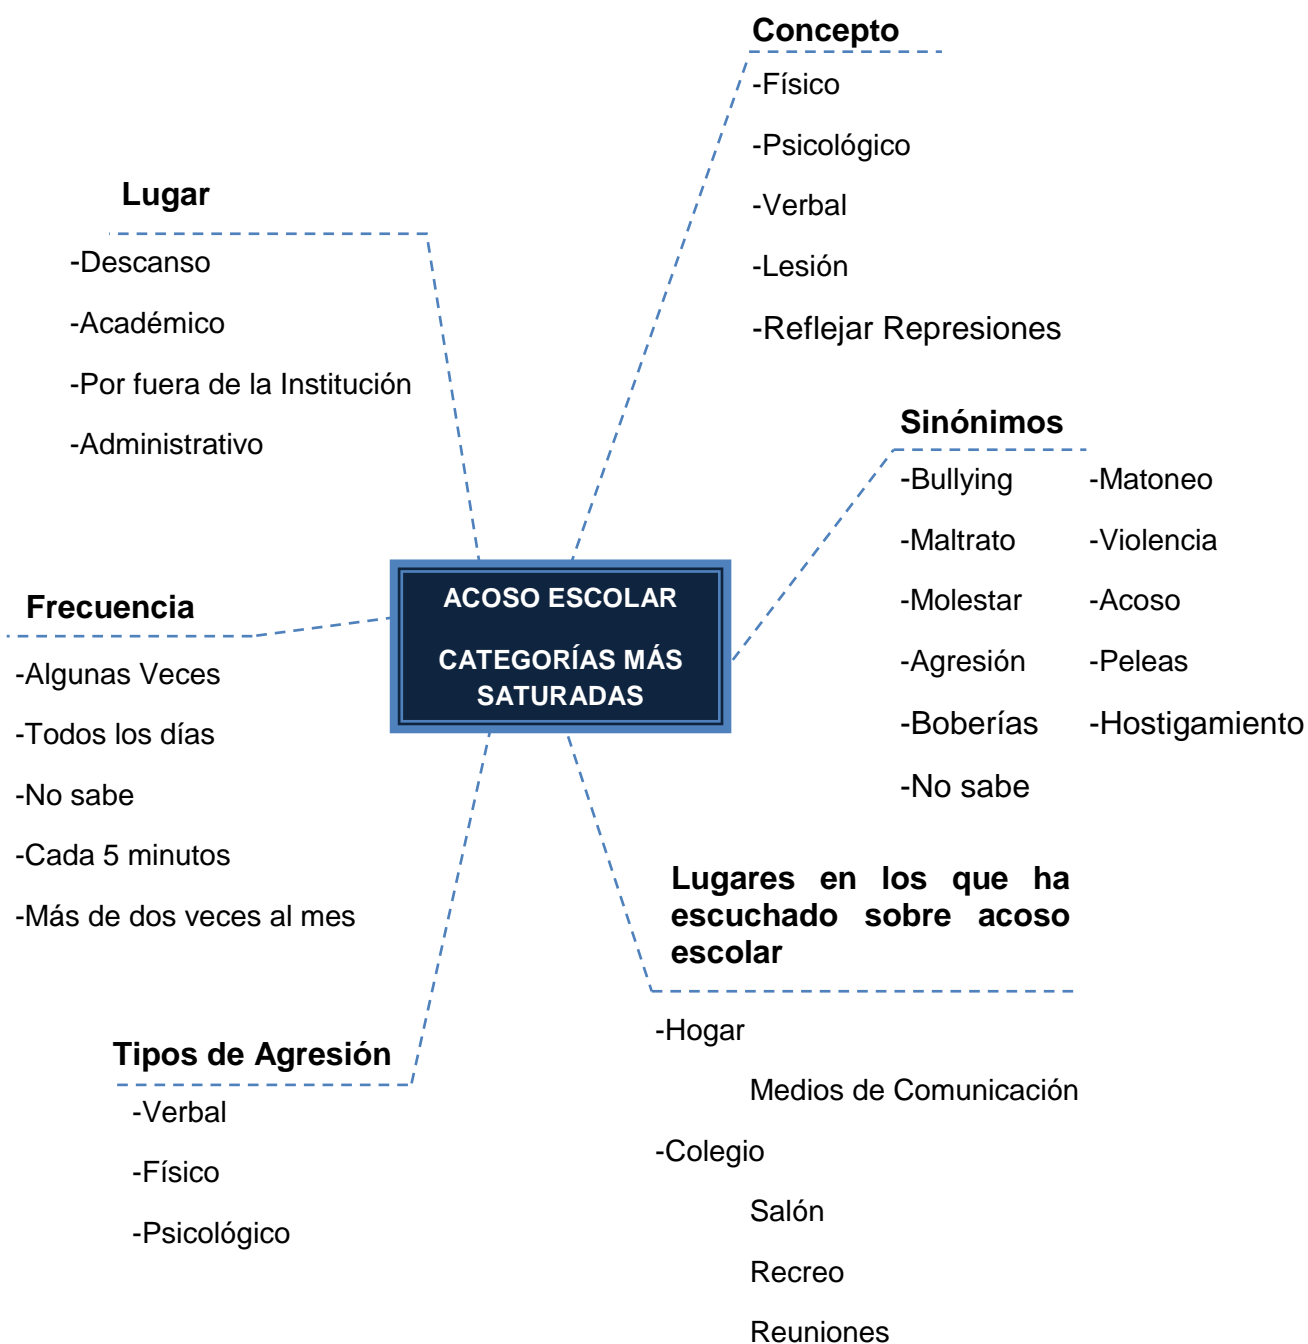 Concepto
-Físico
-Psicológico
-Verbal
-Lesión
-Reflejar Represiones
Lugar
-Descanso
-Académico
-Por fuera de la Institución
-Administrativo
Sinónimos
-Bullying -Matoneo
-Maltrato -Violencia
-Molestar -Acoso
-Agresión -Peleas
-Boberías -Hostigamiento
-No sabe
ACOSO ESCOLAR
CATEGORÍAS MÁS
SATURADAS
Frecuencia
-Algunas Veces
-Todos los días
-No sabe
-Cada 5 minutos
-Más de dos veces al mes
Lugares en los que ha
escuchado sobre acoso
escolar
-Hogar
Medios de Comunicación
-Colegio
Salón
Recreo
Reuniones
Tipos de Agresión
-Verbal
-Físico
-Psicológico